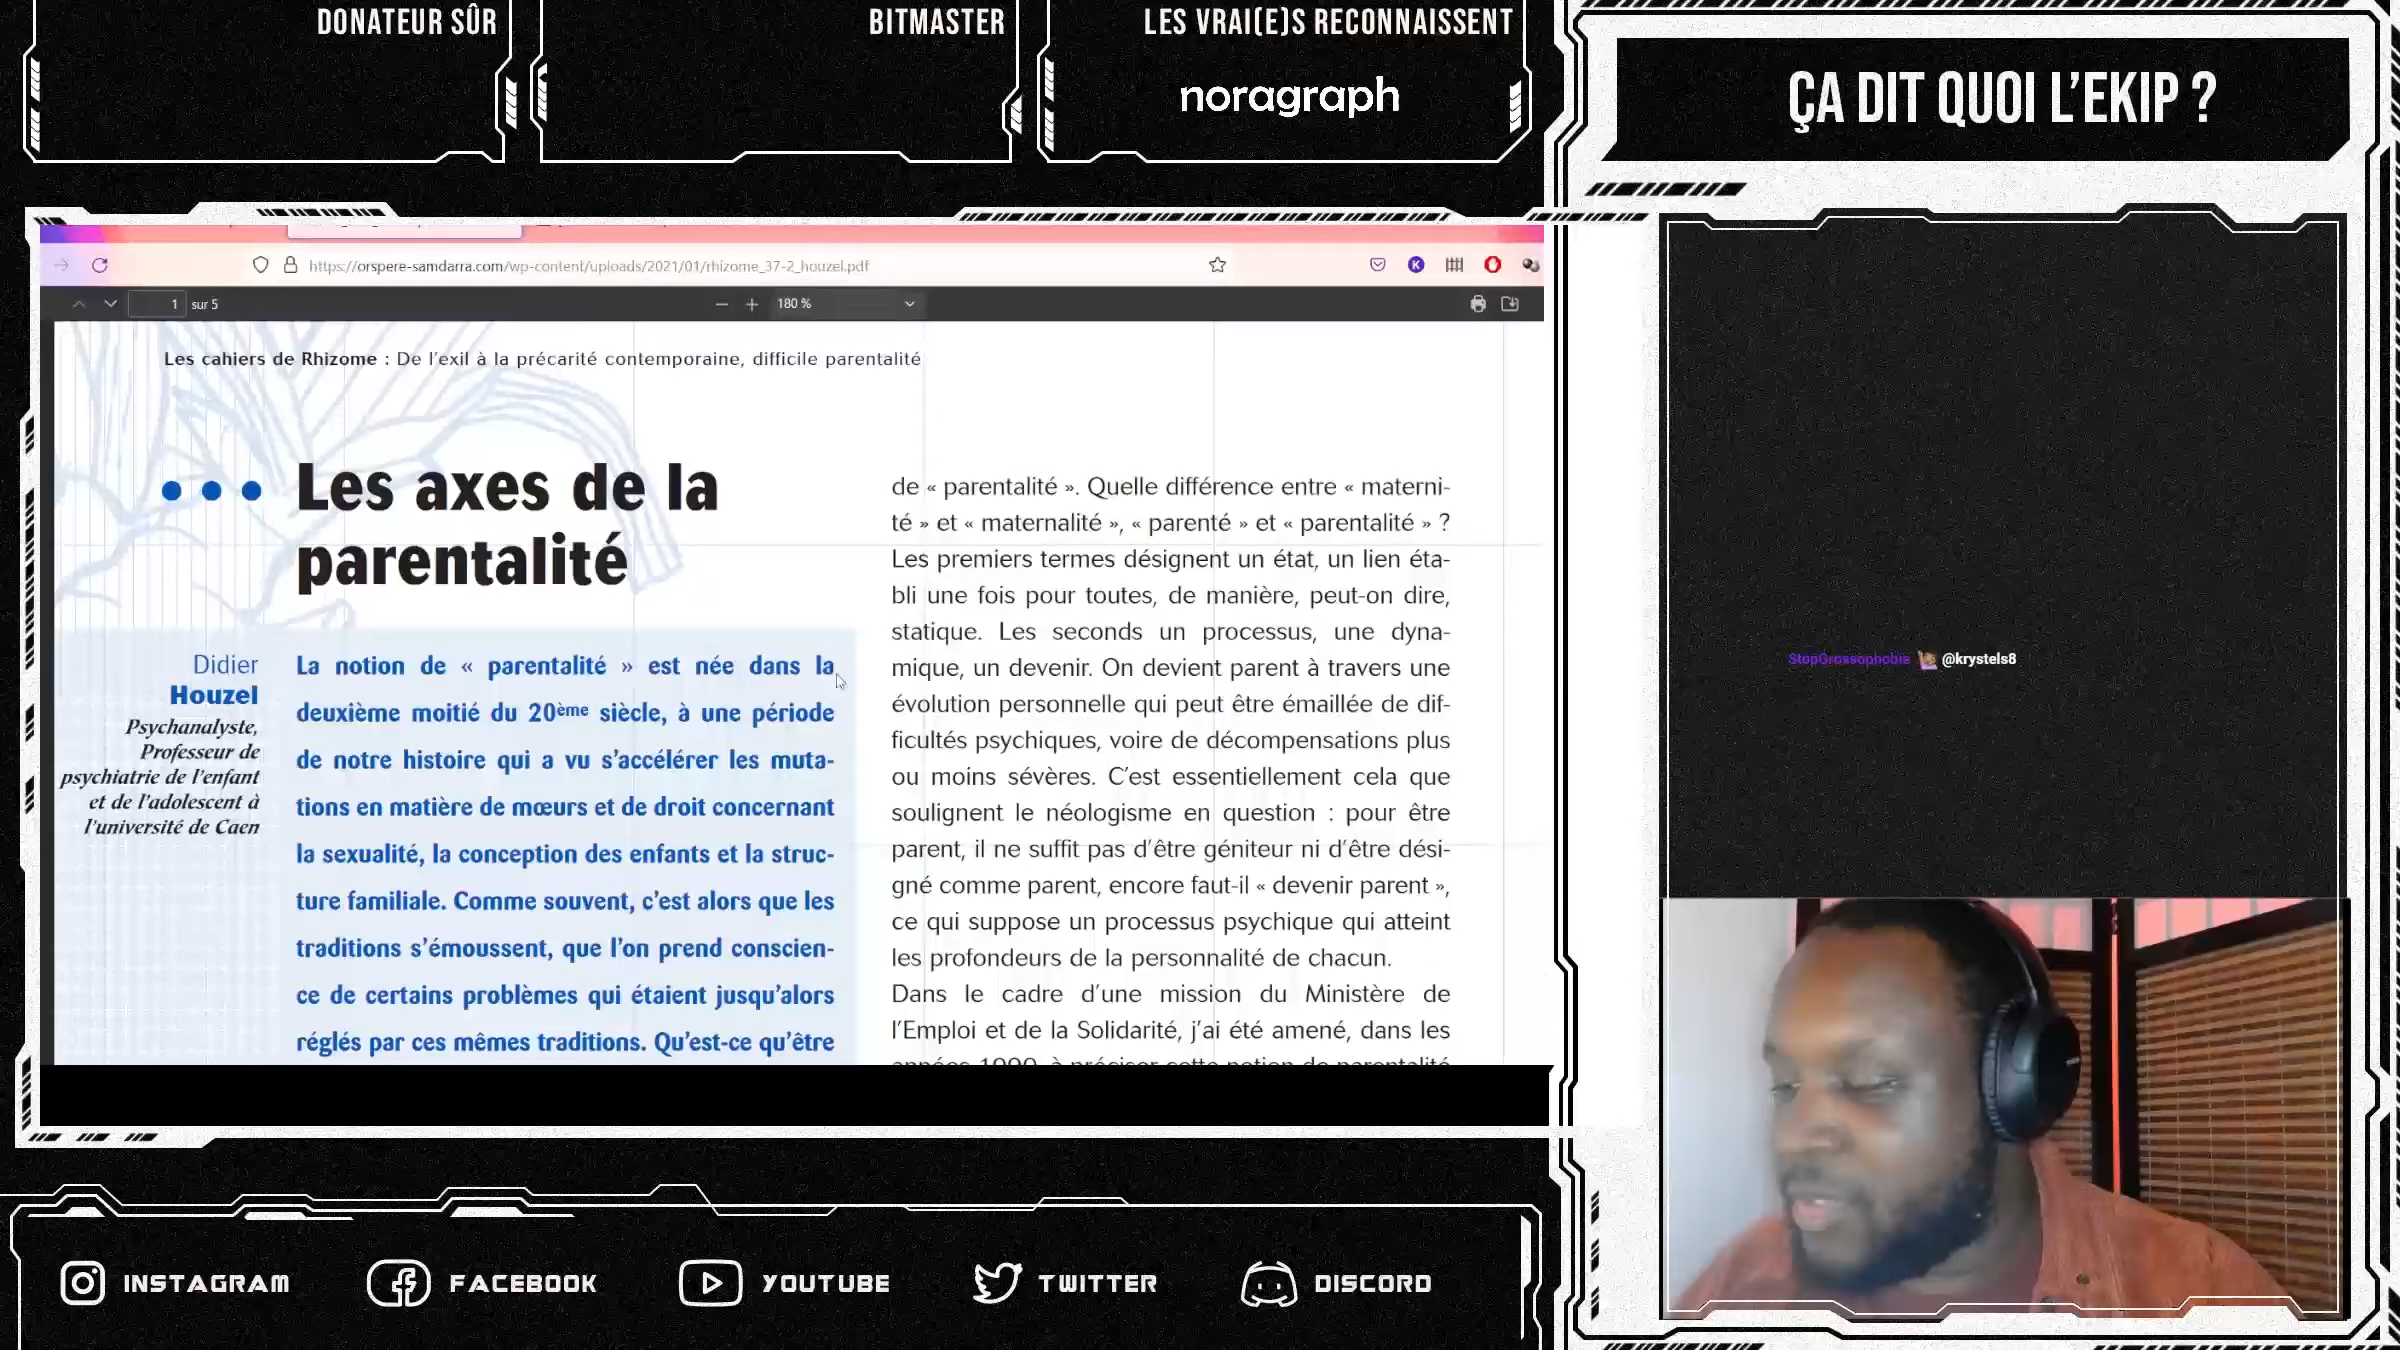 DONATEUR SÛR
BITMASTER
LES VRAI(E)S RECONNAISSENT
noragraph
ÇA DIT QUOI L'EKIP ?
https://orspere-samdarra.com/wp-content/uploads/2021/01/rhizome_37-2_houzel.pdf
K
1 sur 5
180 %
Les cahiers de Rhizome : De l'exil à la précarité contemporaine, difficile parentalité
Les axes de la
parentalité
Didier
Houzel
Psychanalyste,
Professeur de
psychiatrie de l'enfant
et de l'adolescent à
l'université de Caen
La notion de « parentalité » est née dans la
deuxième moitié du 20ème siècle, à une période
de notre histoire qui a vu s'accélérer les muta-
tions en matière de mœurs et de droit concernant
la sexualité, la conception des enfants et la struc-
ture familiale. Comme souvent, c'est alors que les
traditions s'émoussent, que l'on prend conscien-
ce de certains problèmes qui étaient jusqu'alors
réglés par ces mêmes traditions. Qu'est-ce qu'être
de « parentalité ». Quelle différence entre « materni-
té » et « maternalité », « parenté » et « parentalité » ?
Les premiers termes désignent un état, un lien éta-
bli une fois pour toutes, de manière, peut-on dire,
statique. Les seconds un processus, une dyna-
mique, un devenir. On devient parent à travers une
évolution personnelle qui peut être émaillée de dif-
ficultés psychiques, voire de décompensations plus
ou moins sévères. C'est essentiellement cela que
soulignent le néologisme en question : pour être
parent, il ne suffit pas d'être géniteur ni d'être dési-
gné comme parent, encore faut-il « devenir parent »,
ce qui suppose un processus psychique qui atteint
les profondeurs de la personnalité de chacun.
Dans le cadre d'une mission du Ministère de
l'Emploi et de la Solidarité, j'ai été amené, dans les
années 1990, à préciser cette notion de parentalité
StopGrossophobie @krystels8
INSTAGRAM
FACEBOOK
YOUTUBE
TWITTER
DISCORD